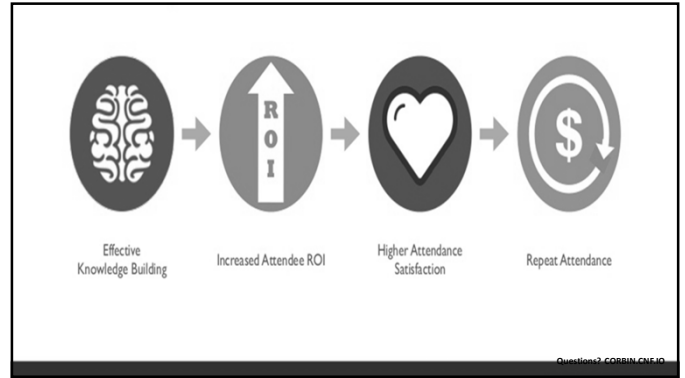 R
O
I
$
Effective
Knowledge Building
Increased Attendee ROI
Higher Attendance
Satisfaction
Repeat Attendance
Questions? CORBIN.CNF.IO